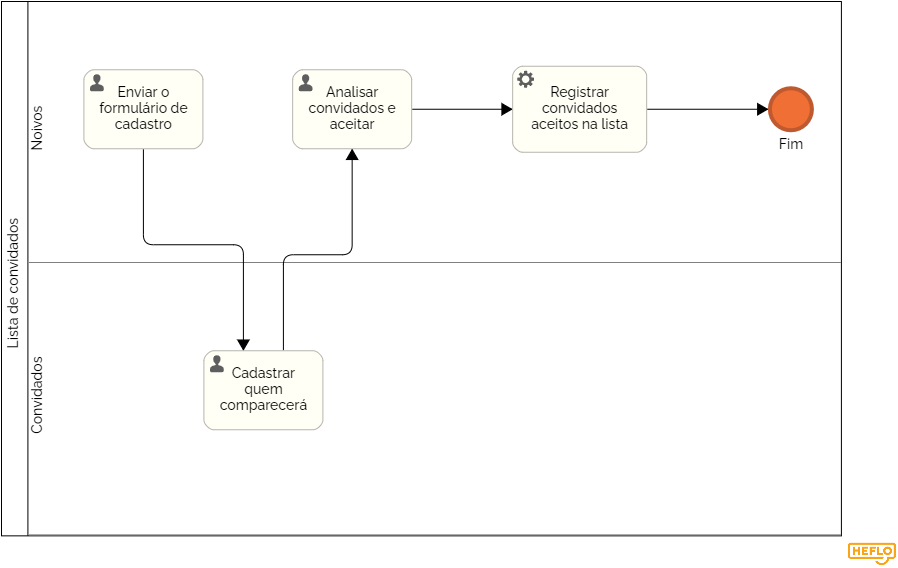 Lista de convidados
Noivos
Enviar o
formulário de
cadastro
Analisar
convidados e
aceitar
Registrar
convidados
aceitos na lista
Fim
Convidados
Cadastrar
quem
comparecerá
HEFLO